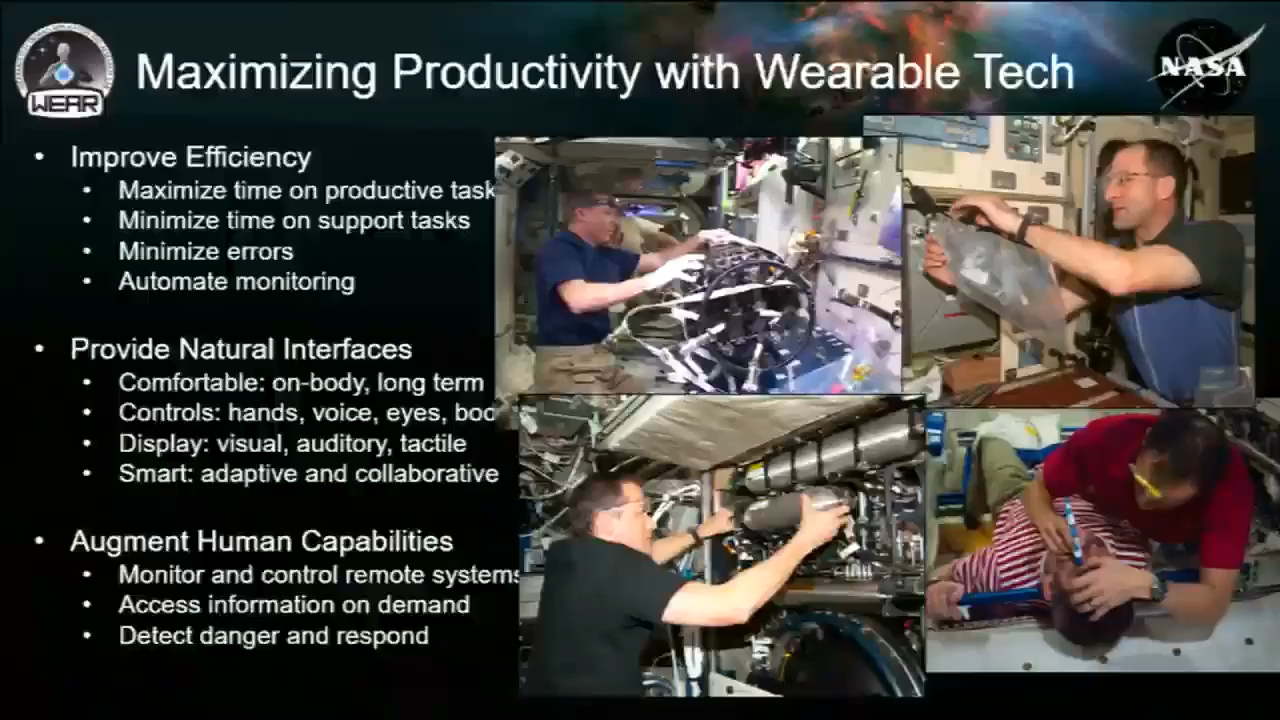 WEAR
Maximizing Productivity with Wearable Tech
NASA
• Improve Efficiency
• Maximize time on productive task
• Minimize time on support tasks
• Minimize errors
• Automate monitoring
• Provide Natural Interfaces
• Comfortable: on-body, long term
• Controls: hands, voice, eyes, bod
• Display: visual, auditory, tactile
• Smart: adaptive and collaborative
• Augment Human Capabilities
• Monitor and control remote systems
• Access information on demand
• Detect danger and respond